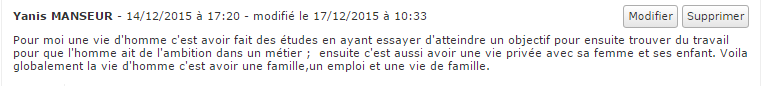 Yanis MANSEUR - 14/12/2015 à 17:20 - modifié le 17/12/2015 à 10:33 Modifier Supprimer
Pour moi une vie d'homme c'est avoir fait des études en ayant essayer d'atteindre un objectif pour ensuite trouver du travail
pour que l'homme ait de l'ambition dans un métier ; ensuite c'est aussi avoir une vie privée avec sa femme et ses enfant. Voila
globalement la vie d'homme c'est avoir une famille,un emploi et une vie de famille.